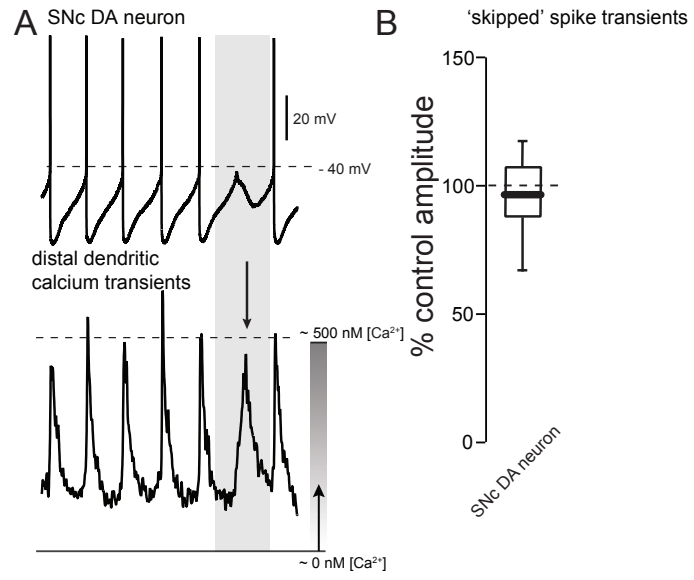 A
SNc DA neuron
20 mV
- 40 mV
distal dendritic
calcium transients
~ 500 nM [Ca²⁺]
~ 0 nM [Ca²⁺]
B
‘skipped’ spike transients
% control amplitude
150
100
50
0
SNc DA neuron